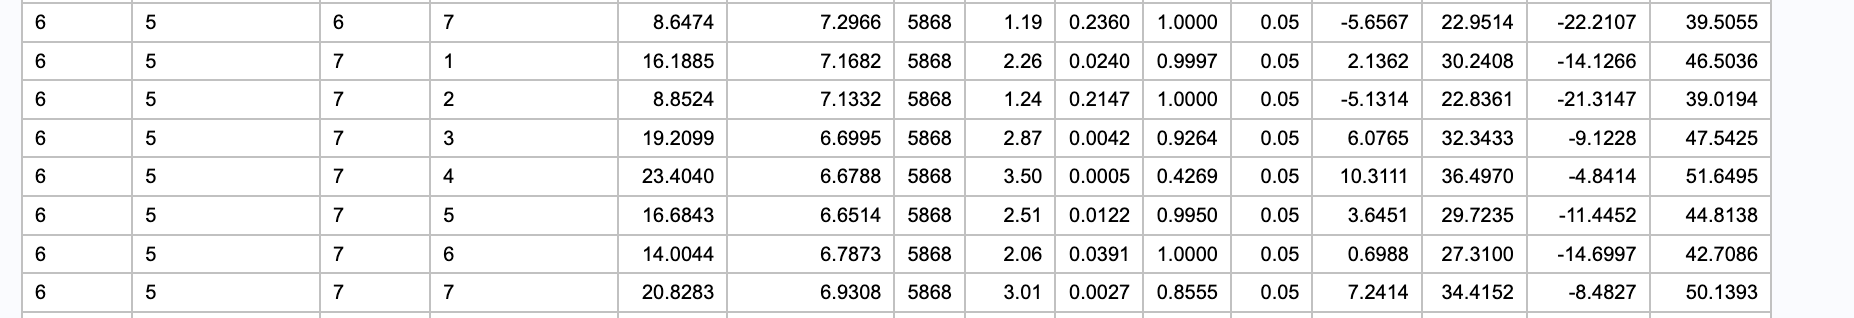 6 5 6 7 8.6474 7.2966 5868 1.19 0.2360 1.0000 0.05 -5.6567 22.9514 -22.2107 39.5055
6 5 7 1 16.1885 7.1682 5868 2.26 0.0240 0.9997 0.05 2.1362 30.2408 -14.1266 46.5036
6 5 7 2 8.8524 7.1332 5868 1.24 0.2147 1.0000 0.05 -5.1314 22.8361 -21.3147 39.0194
6 5 7 3 19.2099 6.6995 5868 2.87 0.0042 0.9264 0.05 6.0765 32.3433 -9.1228 47.5425
6 5 7 4 23.4040 6.6788 5868 3.50 0.0005 0.4269 0.05 10.3111 36.4970 -4.8414 51.6495
6 5 7 5 16.6843 6.6514 5868 2.51 0.0122 0.9950 0.05 3.6451 29.7235 -11.4452 44.8138
6 5 7 6 14.0044 6.7873 5868 2.06 0.0391 1.0000 0.05 0.6988 27.3100 -14.6997 42.7086
6 5 7 7 20.8283 6.9308 5868 3.01 0.0027 0.8555 0.05 7.2414 34.4152 -8.4827 50.1393